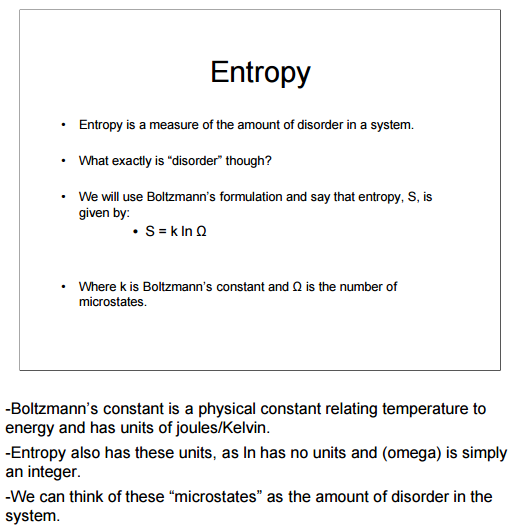 Entropy
• Entropy is a measure of the amount of disorder in a system.
• What exactly is “disorder” though?
• We will use Boltzmann’s formulation and say that entropy, S, is
given by:
• S = k ln Ω
• Where k is Boltzmann’s constant and Ω is the number of
microstates.
-Boltzmann’s constant is a physical constant relating temperature to
energy and has units of joules/Kelvin.
-Entropy also has these units, as ln has no units and (omega) is simply
an integer.
-We can think of these “microstates” as the amount of disorder in the
system.